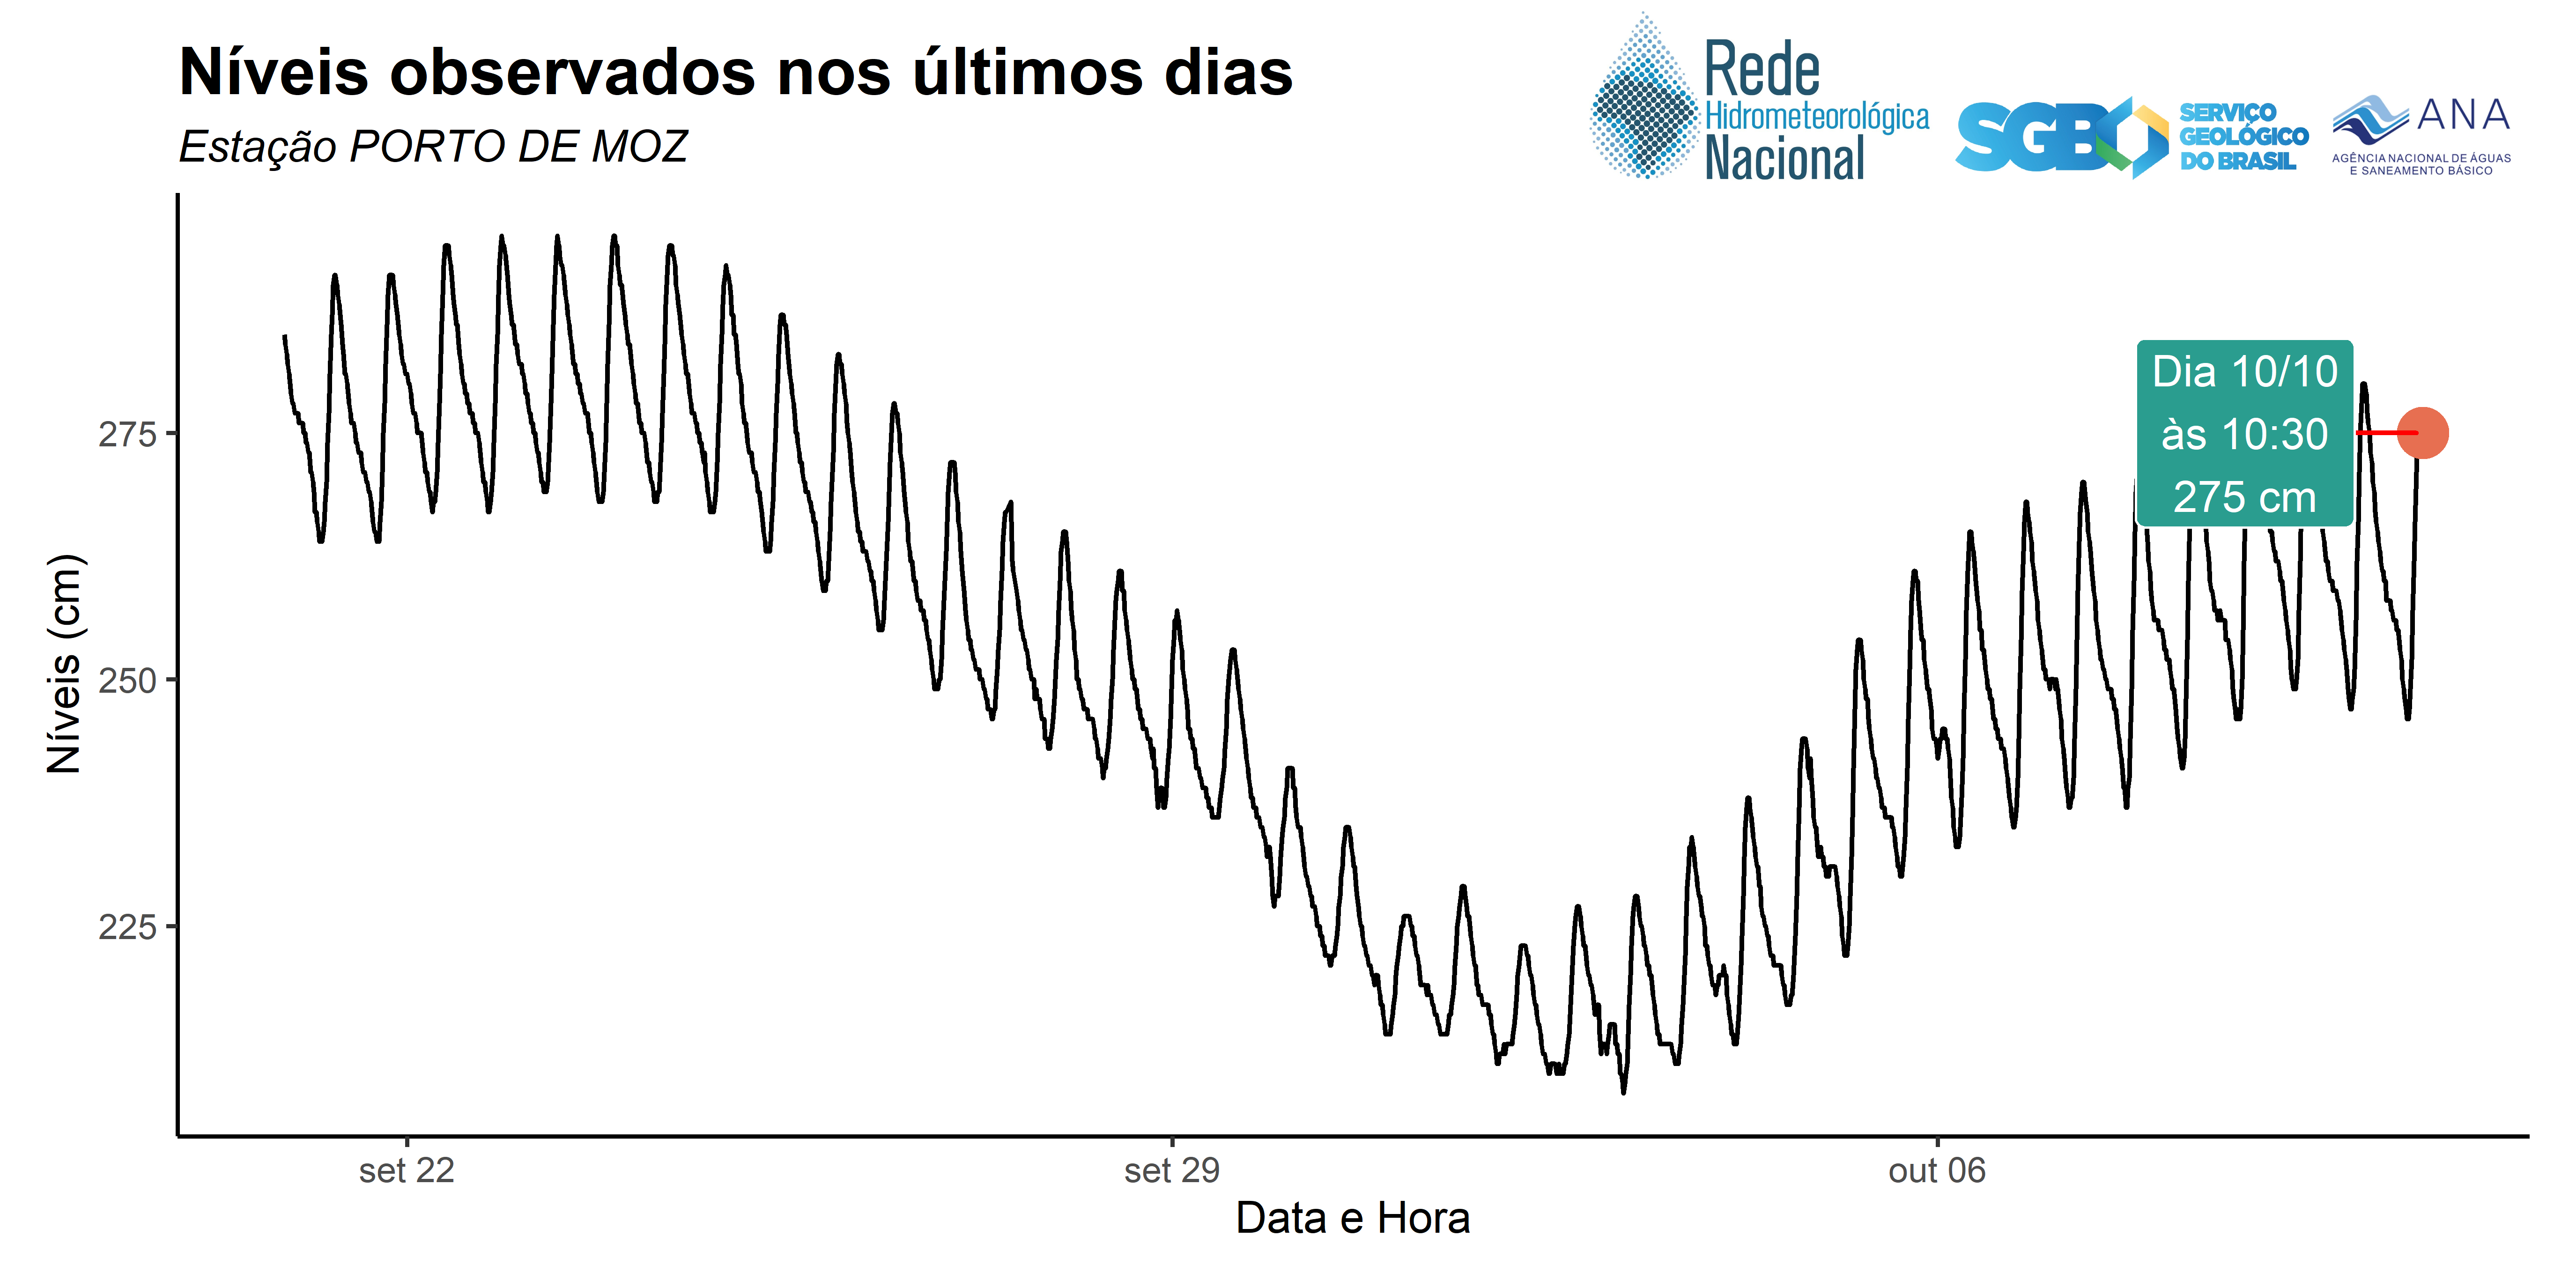 Níveis observados nos últimos dias
Estação PORTO DE MOZ
Rede
Hidrometeorológica
Nacional
SGB
SERVIÇO
GEOLÓGICO
DO BRASIL
ANA
AGÊNCIA NACIONAL DE ÁGUAS
E SANEAMENTO BÁSICO
Níveis (cm)
275
250
225
Dia 10/10
às 10:30
275 cm
set 22
set 29
out 06
Data e Hora